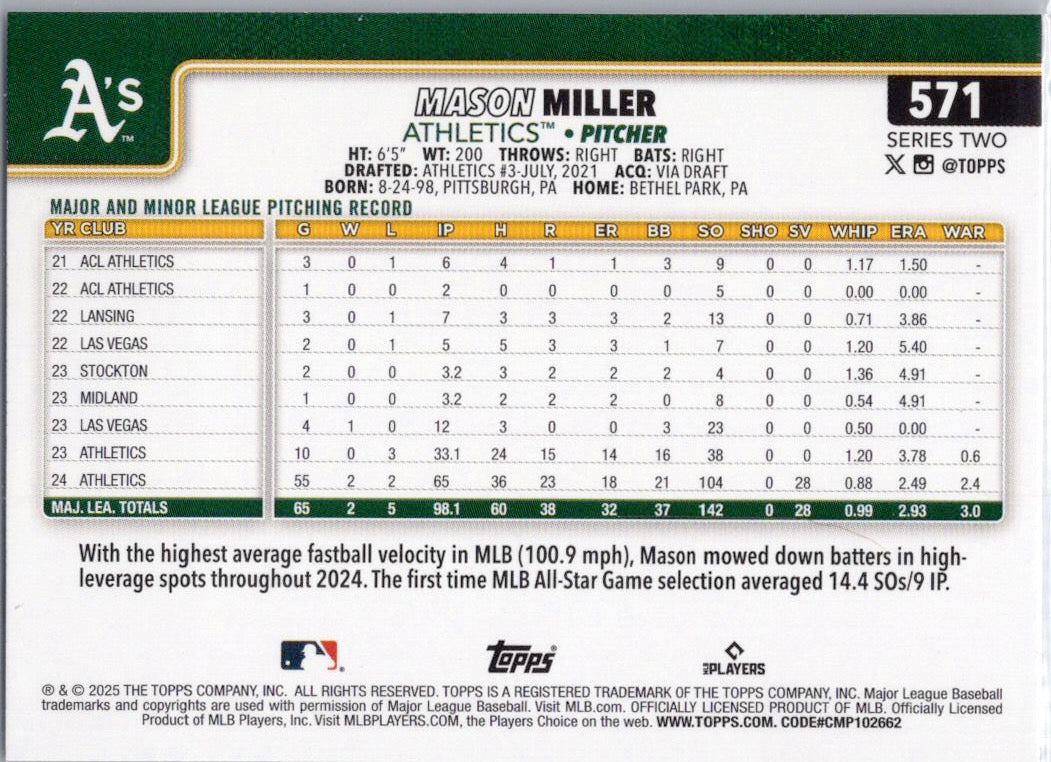 A's™
571
MASON MILLER
SERIES TWO
ATHLETICS™ • PITCHER
@TOPPS
HT: 6'5" WT: 200 THROWS: RIGHT BATS: RIGHT
DRAFTED: ATHLETICS #3-JULY, 2021 ACQ: VIA DRAFT
BORN: 8-24-98, PITTSBURGH, PA HOME: BETHEL PARK, PA
MAJOR AND MINOR LEAGUE PITCHING RECORD
YR CLUB G W L IP H R ER BB SO SHO SV WHIP ERA WAR
21 ACL ATHLETICS 3 0 1 6 4 1 1 3 9 0 0 1.17 1.50 -
22 ACL ATHLETICS 1 0 0 2 0 0 0 0 5 0 0 0.00 0.00 -
22 LANSING 3 0 1 7 3 3 3 2 13 0 0 0.71 3.86 -
22 LAS VEGAS 2 0 1 5 5 3 3 1 7 0 0 1.20 5.40 -
23 STOCKTON 2 0 0 3.2 3 2 2 2 4 0 0 1.36 4.91 -
23 MIDLAND 1 0 0 3.2 2 2 2 0 8 0 0 0.54 4.91 -
23 LAS VEGAS 4 1 0 12 3 0 0 3 23 0 0 0.50 0.00 -
23 ATHLETICS 10 0 3 33.1 24 15 14 16 38 0 0 1.20 3.78 0.6
24 ATHLETICS 55 2 2 65 36 23 18 21 104 0 28 0.88 2.49 2.4
MAJ. LEA. TOTALS 65 2 5 98.1 60 38 32 37 142 0 28 0.99 2.93 3.0
With the highest average fastball velocity in MLB (100.9 mph), Mason mowed down batters in high-
leverage spots throughout 2024. The first time MLB All-Star Game selection averaged 14.4 SOs/9 IP.
Topps®
MLB PLAYERS
® & © 2025 THE TOPPS COMPANY, INC. ALL RIGHTS RESERVED. TOPPS IS A REGISTERED TRADEMARK OF THE TOPPS COMPANY, INC. Major League Baseball
trademarks and copyrights are used with permission of Major League Baseball. Visit MLB.com. OFFICIALLY LICENSED PRODUCT OF MLB. Officially Licensed
Product of MLB Players, Inc. Visit MLBPLAYERS.COM, the Players Choice on the web. WWW.TOPPS.COM. CODE#CMP102662